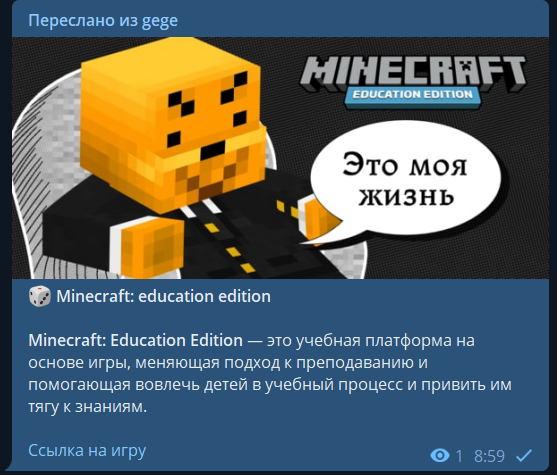 Переслано из gege
MINECRAFT
EDUCATION EDITION
Это моя
жизнь
Minecraft: education edition
Minecraft: Education Edition — это учебная платформа на
основе игры, меняющая подход к преподаванию и
помогающая вовлечь детей в учебный процесс и привить им
тягу к знаниям.
Ссылка на игру
1 8:59